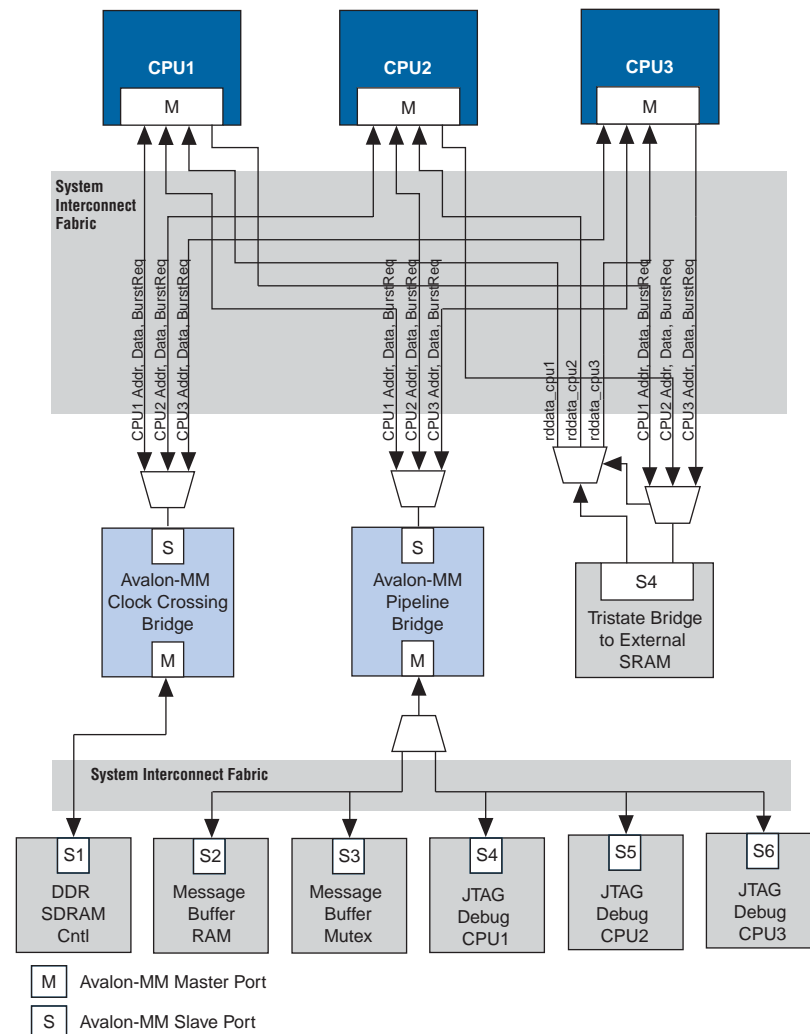 CPU1
CPU2
CPU3
M
M
M
System
Interconnect
Fabric
CPU1 Addr, Data, BurstReq
CPU2 Addr, Data, BurstReq
CPU3 Addr, Data, BurstReq
CPU1 Addr, Data, BurstReq
CPU2 Addr, Data, BurstReq
CPU3 Addr, Data, BurstReq
rddata_cpu1
rddata_cpu2
rddata_cpu3
CPU1 Addr, Data, BurstReq
CPU2 Addr, Data, BurstReq
CPU3 Addr, Data, BurstReq
S
Avalon-MM
Clock Crossing
Bridge
M
S
Avalon-MM
Pipeline
Bridge
M
S4
Tristate Bridge
to External
SRAM
System Interconnect Fabric
S1
DDR
SDRAM
Cntl
S2
Message
Buffer
RAM
S3
Message
Buffer
Mutex
S4
JTAG
Debug
CPU1
S5
JTAG
Debug
CPU2
S6
JTAG
Debug
CPU3
M Avalon-MM Master Port
S Avalon-MM Slave Port